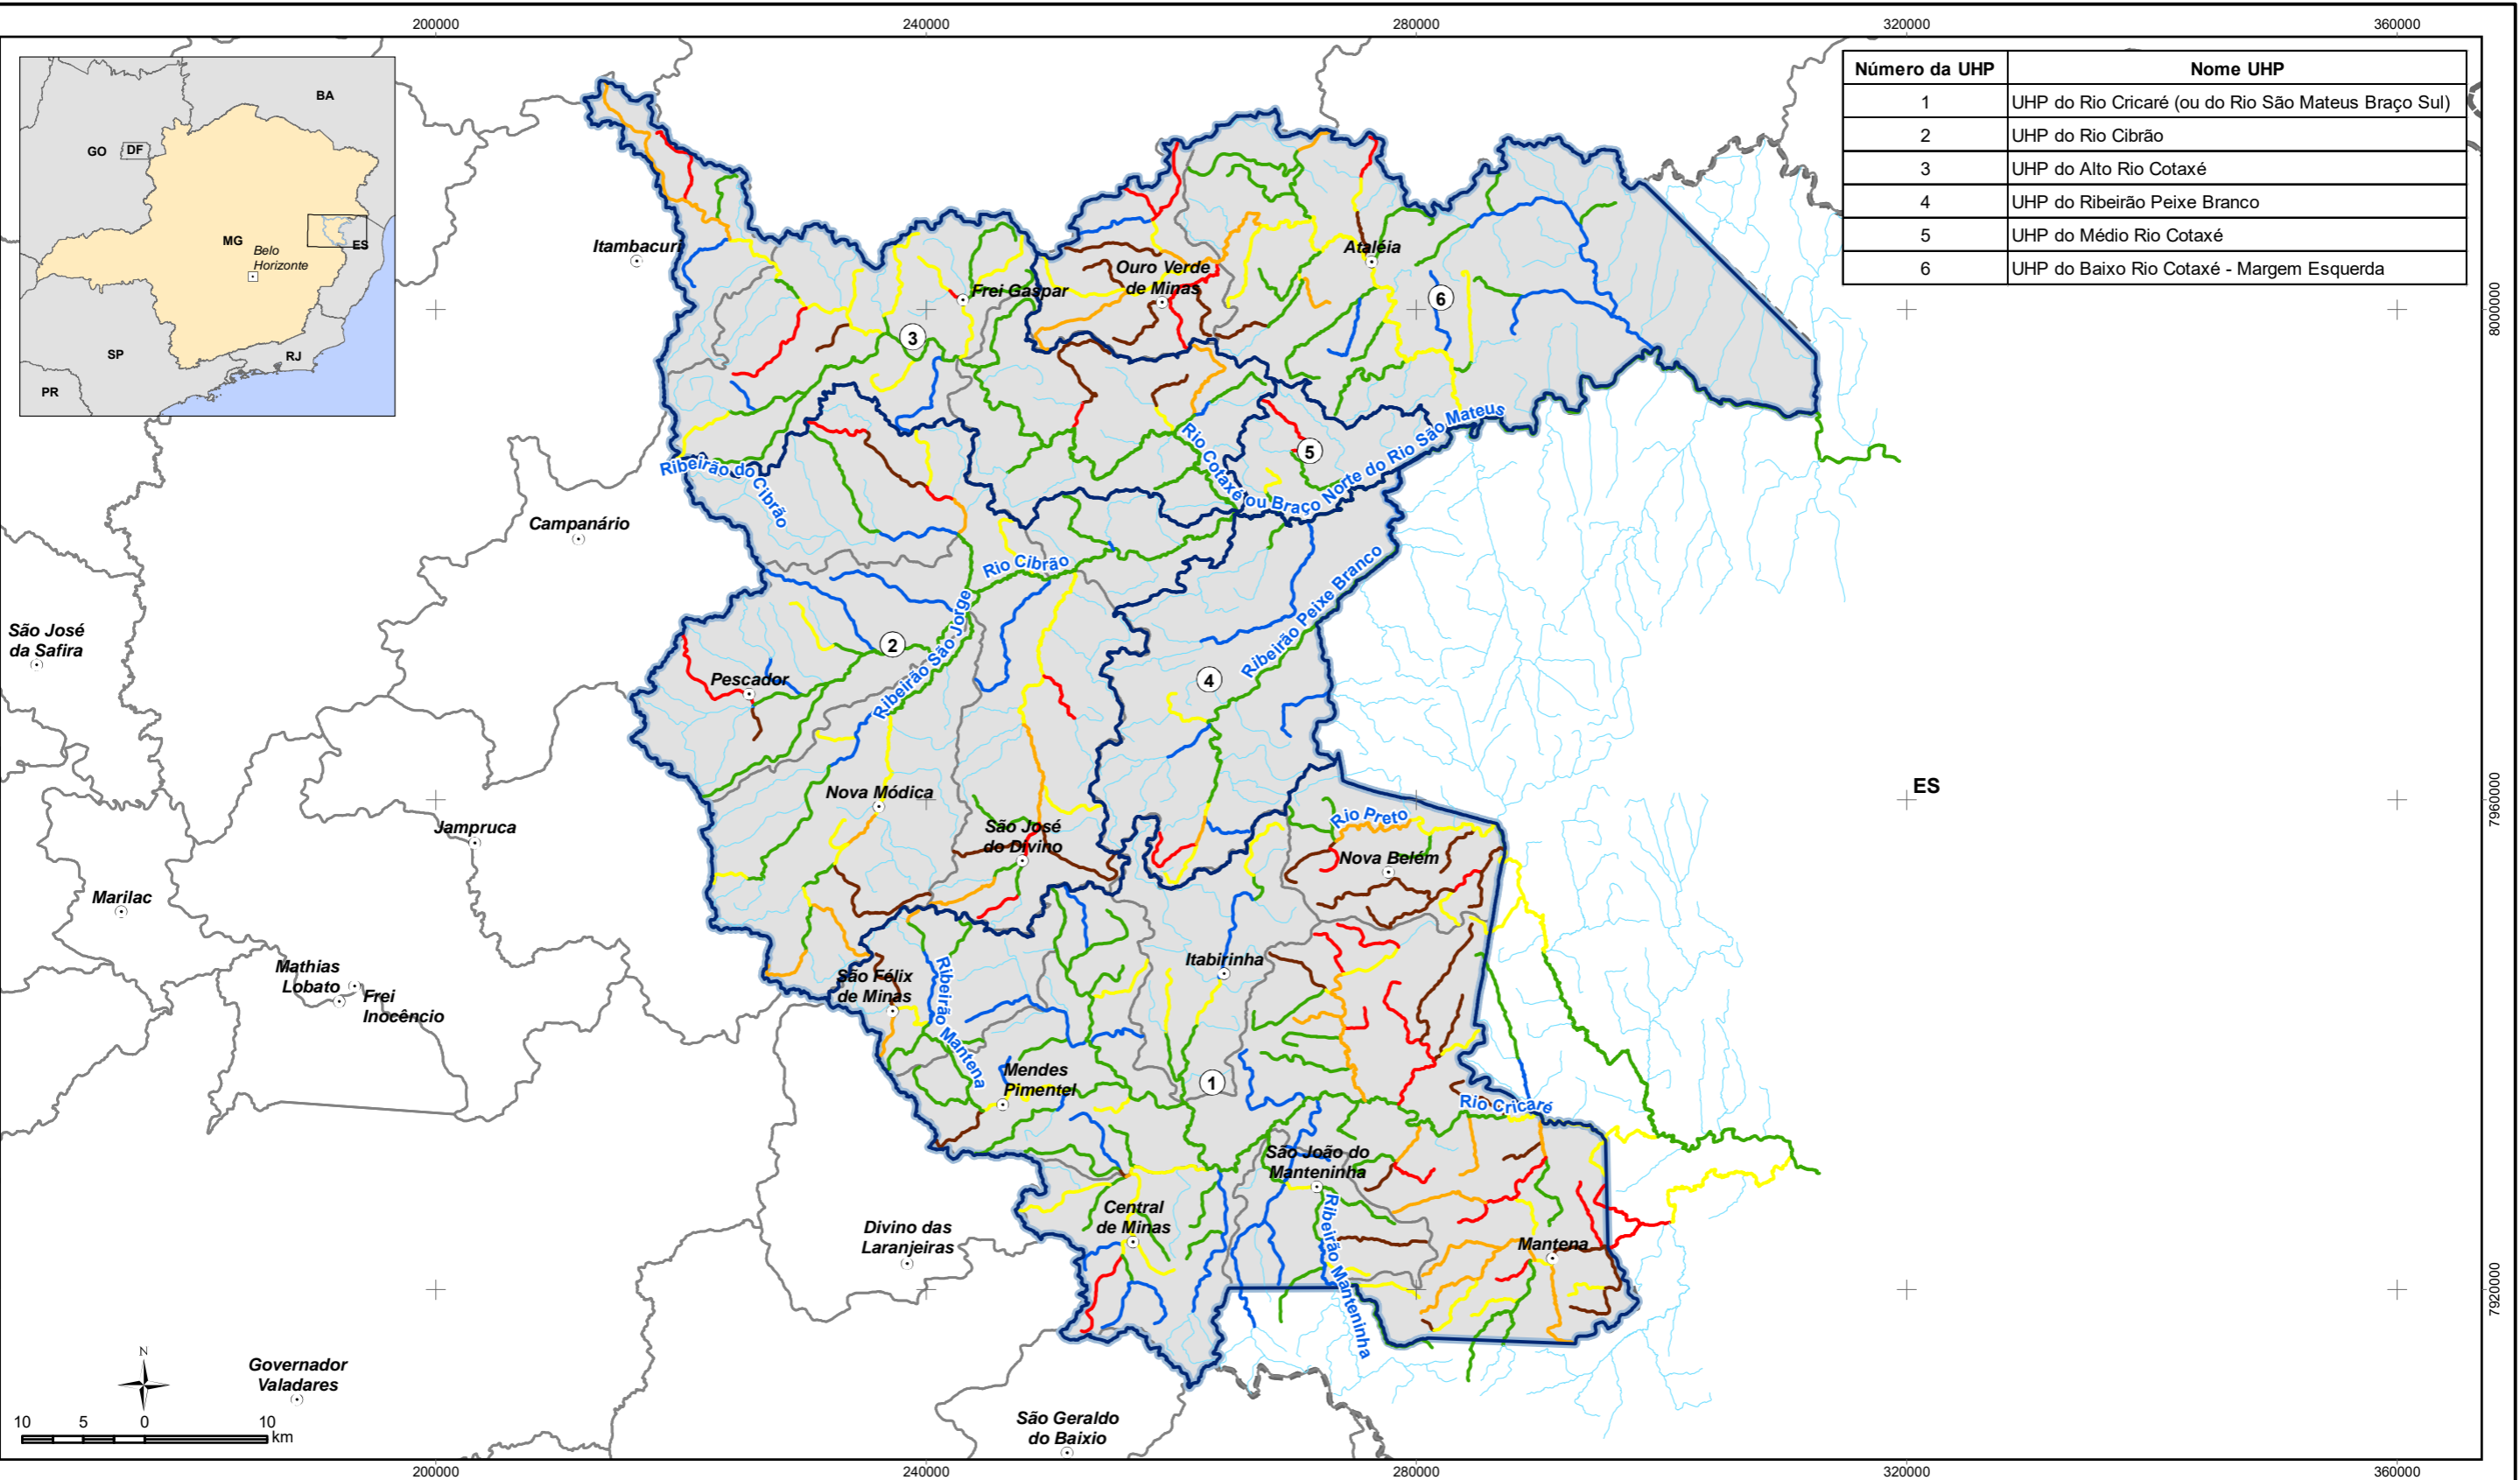 200000 240000 280000 320000 360000
BA
GO DF
MG
Belo
Horizonte
ES
SP
RJ
PR
Número da UHP Nome UHP
1 UHP do Rio Cricaré (ou do Rio São Mateus Braço Sul)
2 UHP do Rio Cibrão
3 UHP do Alto Rio Cotaxé
4 UHP do Ribeirão Peixe Branco
5 UHP do Médio Rio Cotaxé
6 UHP do Baixo Rio Cotaxé - Margem Esquerda
Itambacuri
Ataléia
Ouro Verde
de Minas
Frei Gaspar
6
3
8000000
Rio Cotaxé ou Braço Norte do Rio São Mateus
5
Ribeirão do Cibrão
Campanário
Rio Cibrão
Ribeirão Peixe Branco
São José
da Safira
2
Ribeirão São Jorge
Pescador
4
ES
7960000
Nova Módica
Rio Preto
Jampruca
São José
do Divino
Nova Belém
Marilac
Itabirinha
Mathias
Lobato
Frei
Inocêncio
São Félix
de Minas
Ribeirão Mantena
Mendes
Pimentel
1
Rio Cricaré
São João do
Manteninha
Central
de Minas
Ribeirão Manteninha
Divino das
Laranjeiras
Mantena
7920000
N
Governador
Valadares
10 5 0 10
km
São Geraldo
do Baixio
200000 240000 280000 320000 360000